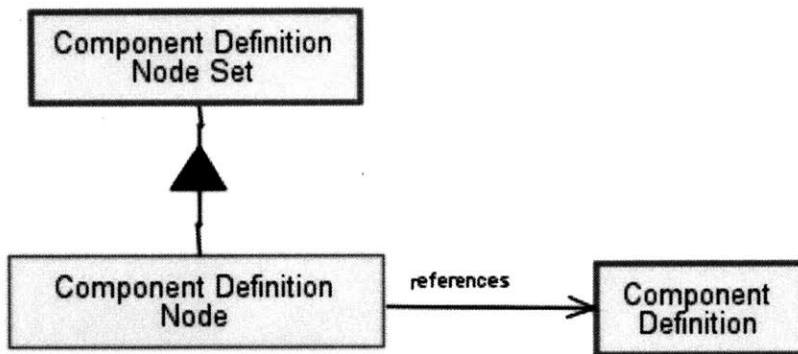 Component Definition
Node Set
Component Definition
Node
references
Component
Definition